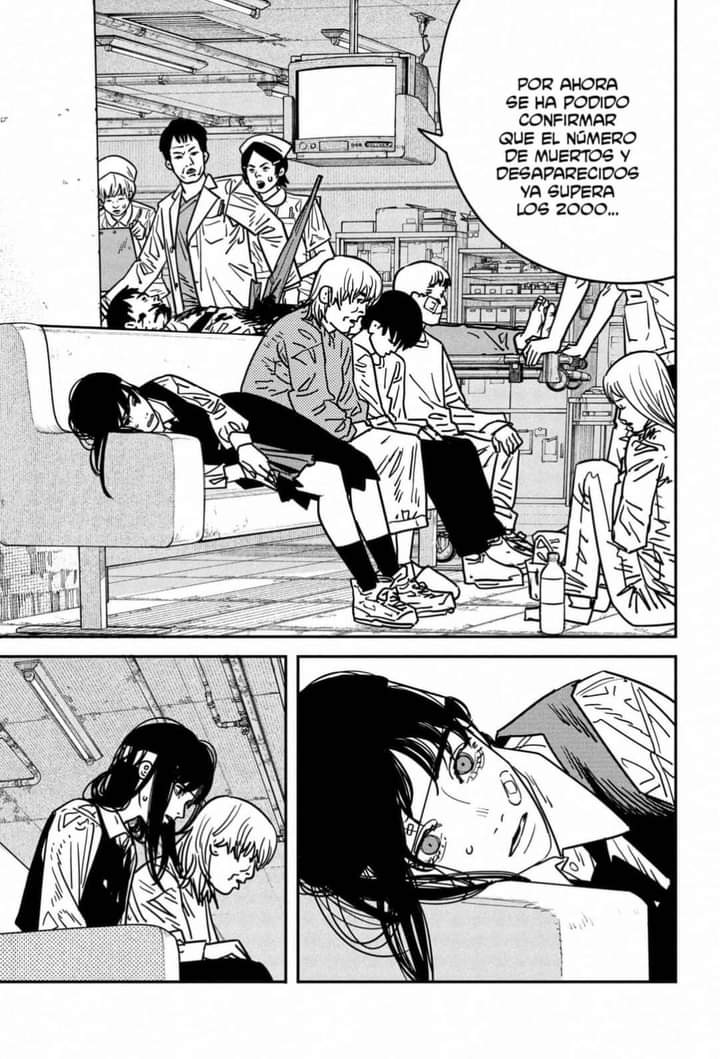 POR AHORA
SE HA PODIDO
CONFIRMAR
QUE EL NÚMERO
DE MUERTOS Y
DESAPARECIDOS
YA SUPERA
LOS 2000...